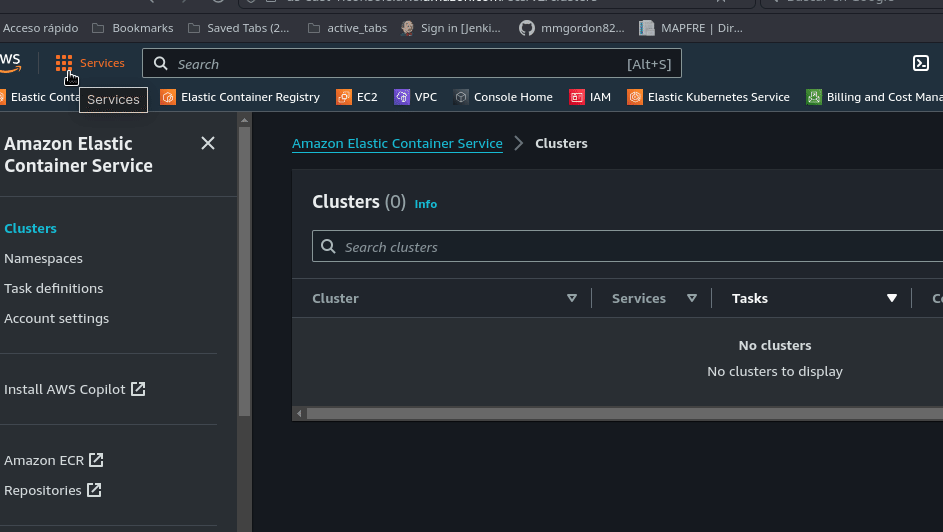 Acceso rápido
Bookmarks
Saved Tabs (2...
active_tabs
Sign in [Jenki...
mmgordon82...
MAPFRE | Dir...
Services
Search
[Alt+S]
Elastic Conta
Services
Elastic Container Registry
EC2
VPC
Console Home
IAM
Elastic Kubernetes Service
Billing and Cost Mana
Amazon Elastic
Container Service
Clusters
Namespaces
Task definitions
Account settings
Install AWS Copilot
Amazon ECR
Repositories
Amazon Elastic Container Service
Clusters
Clusters (0) Info
Search clusters
Cluster
Services
Tasks
No clusters
No clusters to display